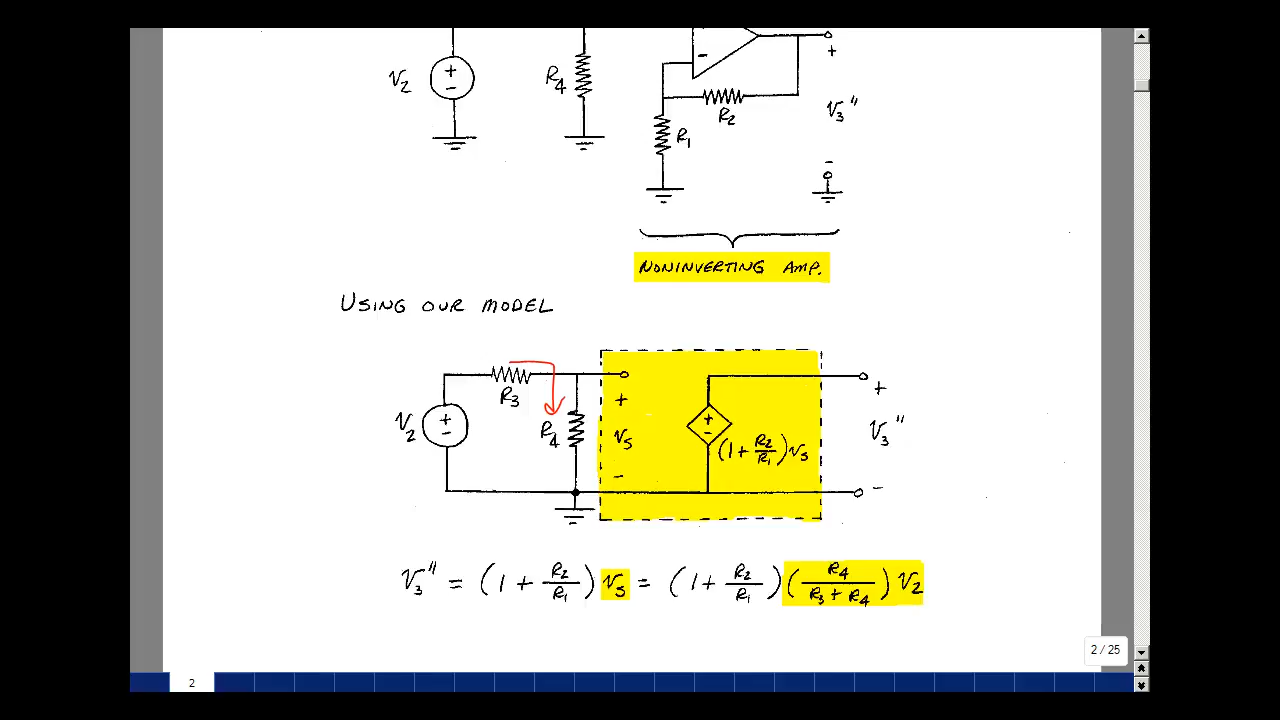 V2
R4
R2
R1
V3"
NONINVERTING AMP.
USING OUR MODEL
R3
V2
R4
vs
(1 + R2/R1) vs
V3"
V3" = (1 + R2/R1) vs = (1 + R2/R1) (R4/(R3 + R4)) V2
2 / 25
2